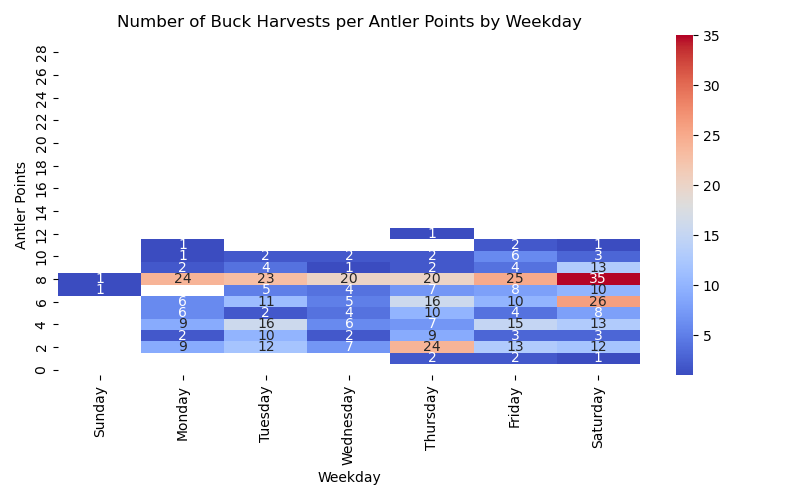 Number of Buck Harvests per Antler Points by Weekday
Antler Points
28
26
24
22
20
18
16
14
12
10
8
6
4
2
0
1
1 2 1
1 2 2 2 6 3
2 4 1 2 4 13
1 24 23 20 20 25 35
1 5 4 7 8 10
6 11 5 16 10 26
6 2 4 10 4 8
9 16 6 7 15 13
2 10 2 9 3 3
9 12 7 24 13 12
2 2 1
Sunday
Monday
Tuesday
Wednesday
Thursday
Friday
Saturday
Weekday
35
30
25
20
15
10
5